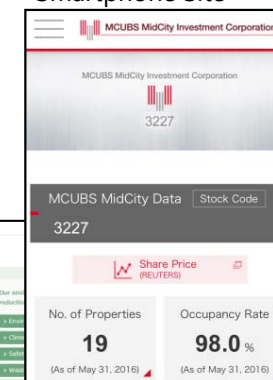 Smartphone Site
MCUBS MidCity Investment Corporation
MCUBS MidCity Investment Corporation
3227
MCUBS MidCity Data Stock Code
3227
Share Price
(REUTERS)
No. of Properties Occupancy Rate
19 98.0 %
(As of May 31, 2016) (As of May 31, 2016)